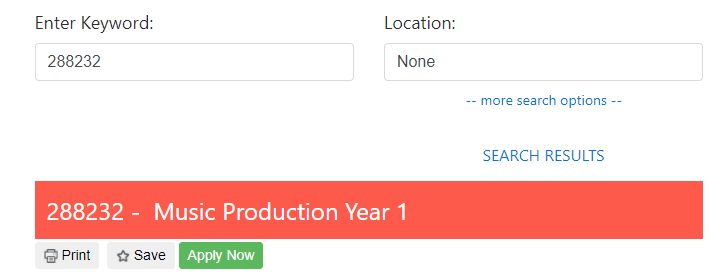 Enter Keyword: Location:
288232 None
-- more search options --
SEARCH RESULTS
288232 - Music Production Year 1
Print Save Apply Now